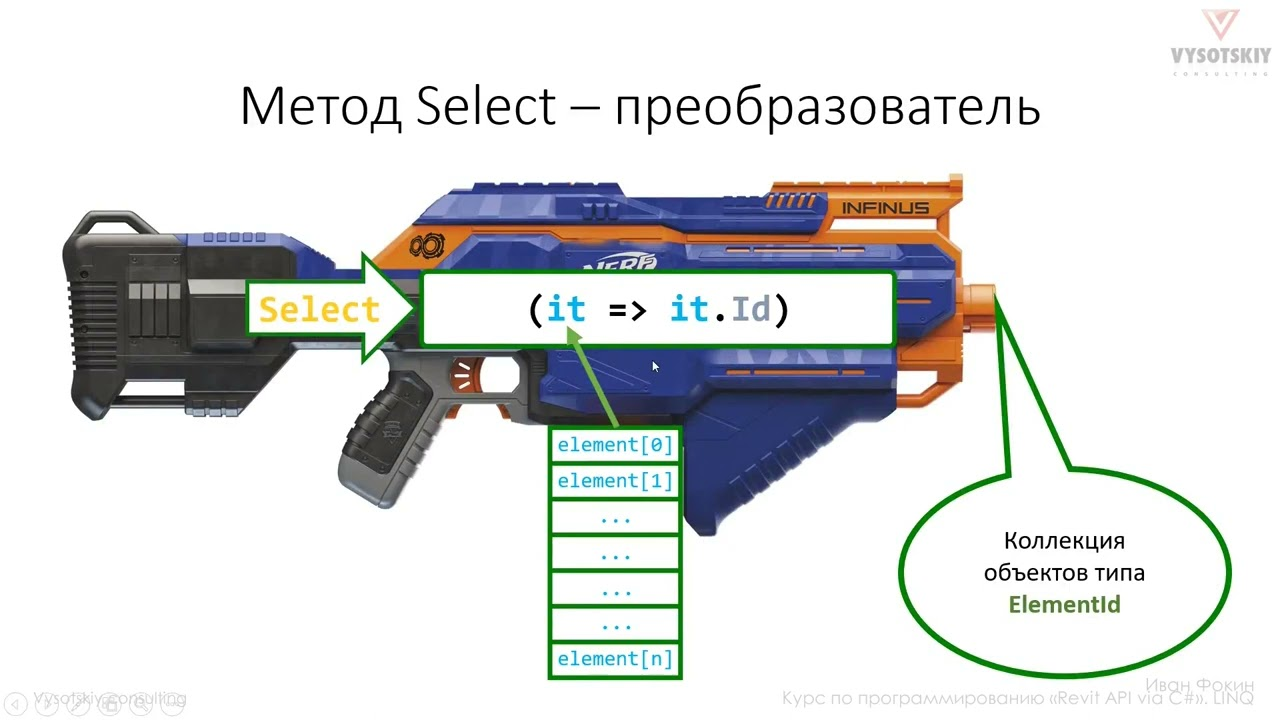 VYSOTSKIY
CONSULTING
Метод Select – преобразователь
INFINUS
NERF
Select
(it => it.Id)
element[0]
element[1]
...
...
...
...
element[n]
Коллекция
объектов типа
ElementId
Vysotskiy consulting
Иван Фокин
Курс по программированию «Revit API via C#». LINQ